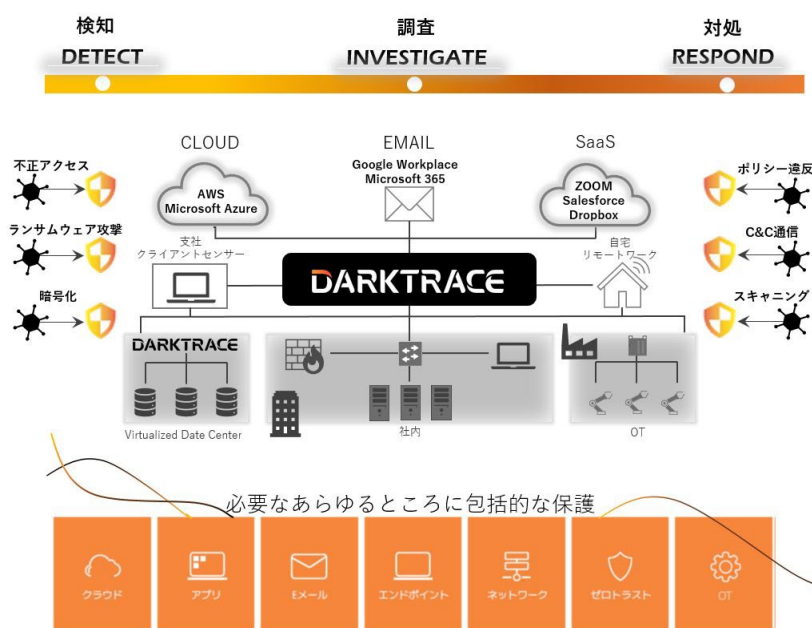 検知
調査
対処
DETECT
INVESTIGATE
RESPOND
CLOUD
EMAIL
SaaS
不正アクセス
Google Workplace
Microsoft 365
ポリシー違反
AWS
Microsoft Azure
ZOOM
Salesforce
Dropbox
ランサムウェア攻撃
支社
クライアントセンサー
自宅
リモートワーク
C&C通信
DARKTRACE
暗号化
スキャニング
DARKTRACE
Virtualized Date Center
社内
OT
必要なあらゆるところに包括的な保護
クラウド
アプリ
Eメール
エンドポイント
ネットワーク
ゼロトラスト
OT